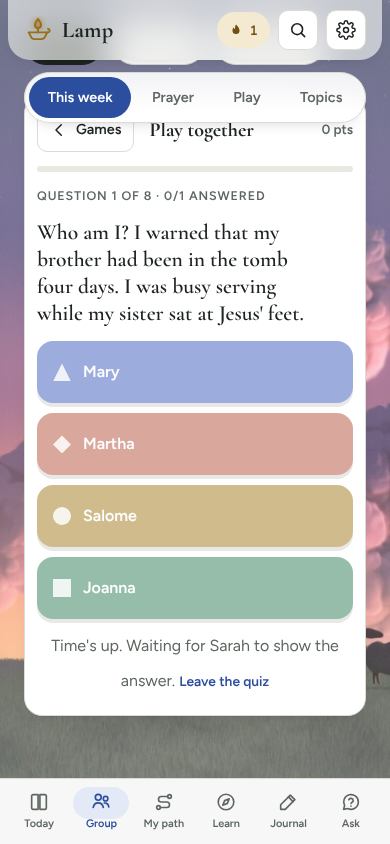 Lamp
1
This week
Prayer
Play
Topics
Games
Play together
0 pts
QUESTION 1 OF 8 · 0/1 ANSWERED
Who am I? I warned that my
brother had been in the tomb
four days. I was busy serving
while my sister sat at Jesus' feet.
Mary
Martha
Salome
Joanna
Time's up. Waiting for Sarah to show the
answer. Leave the quiz
Today
Group
My path
Learn
Journal
Ask